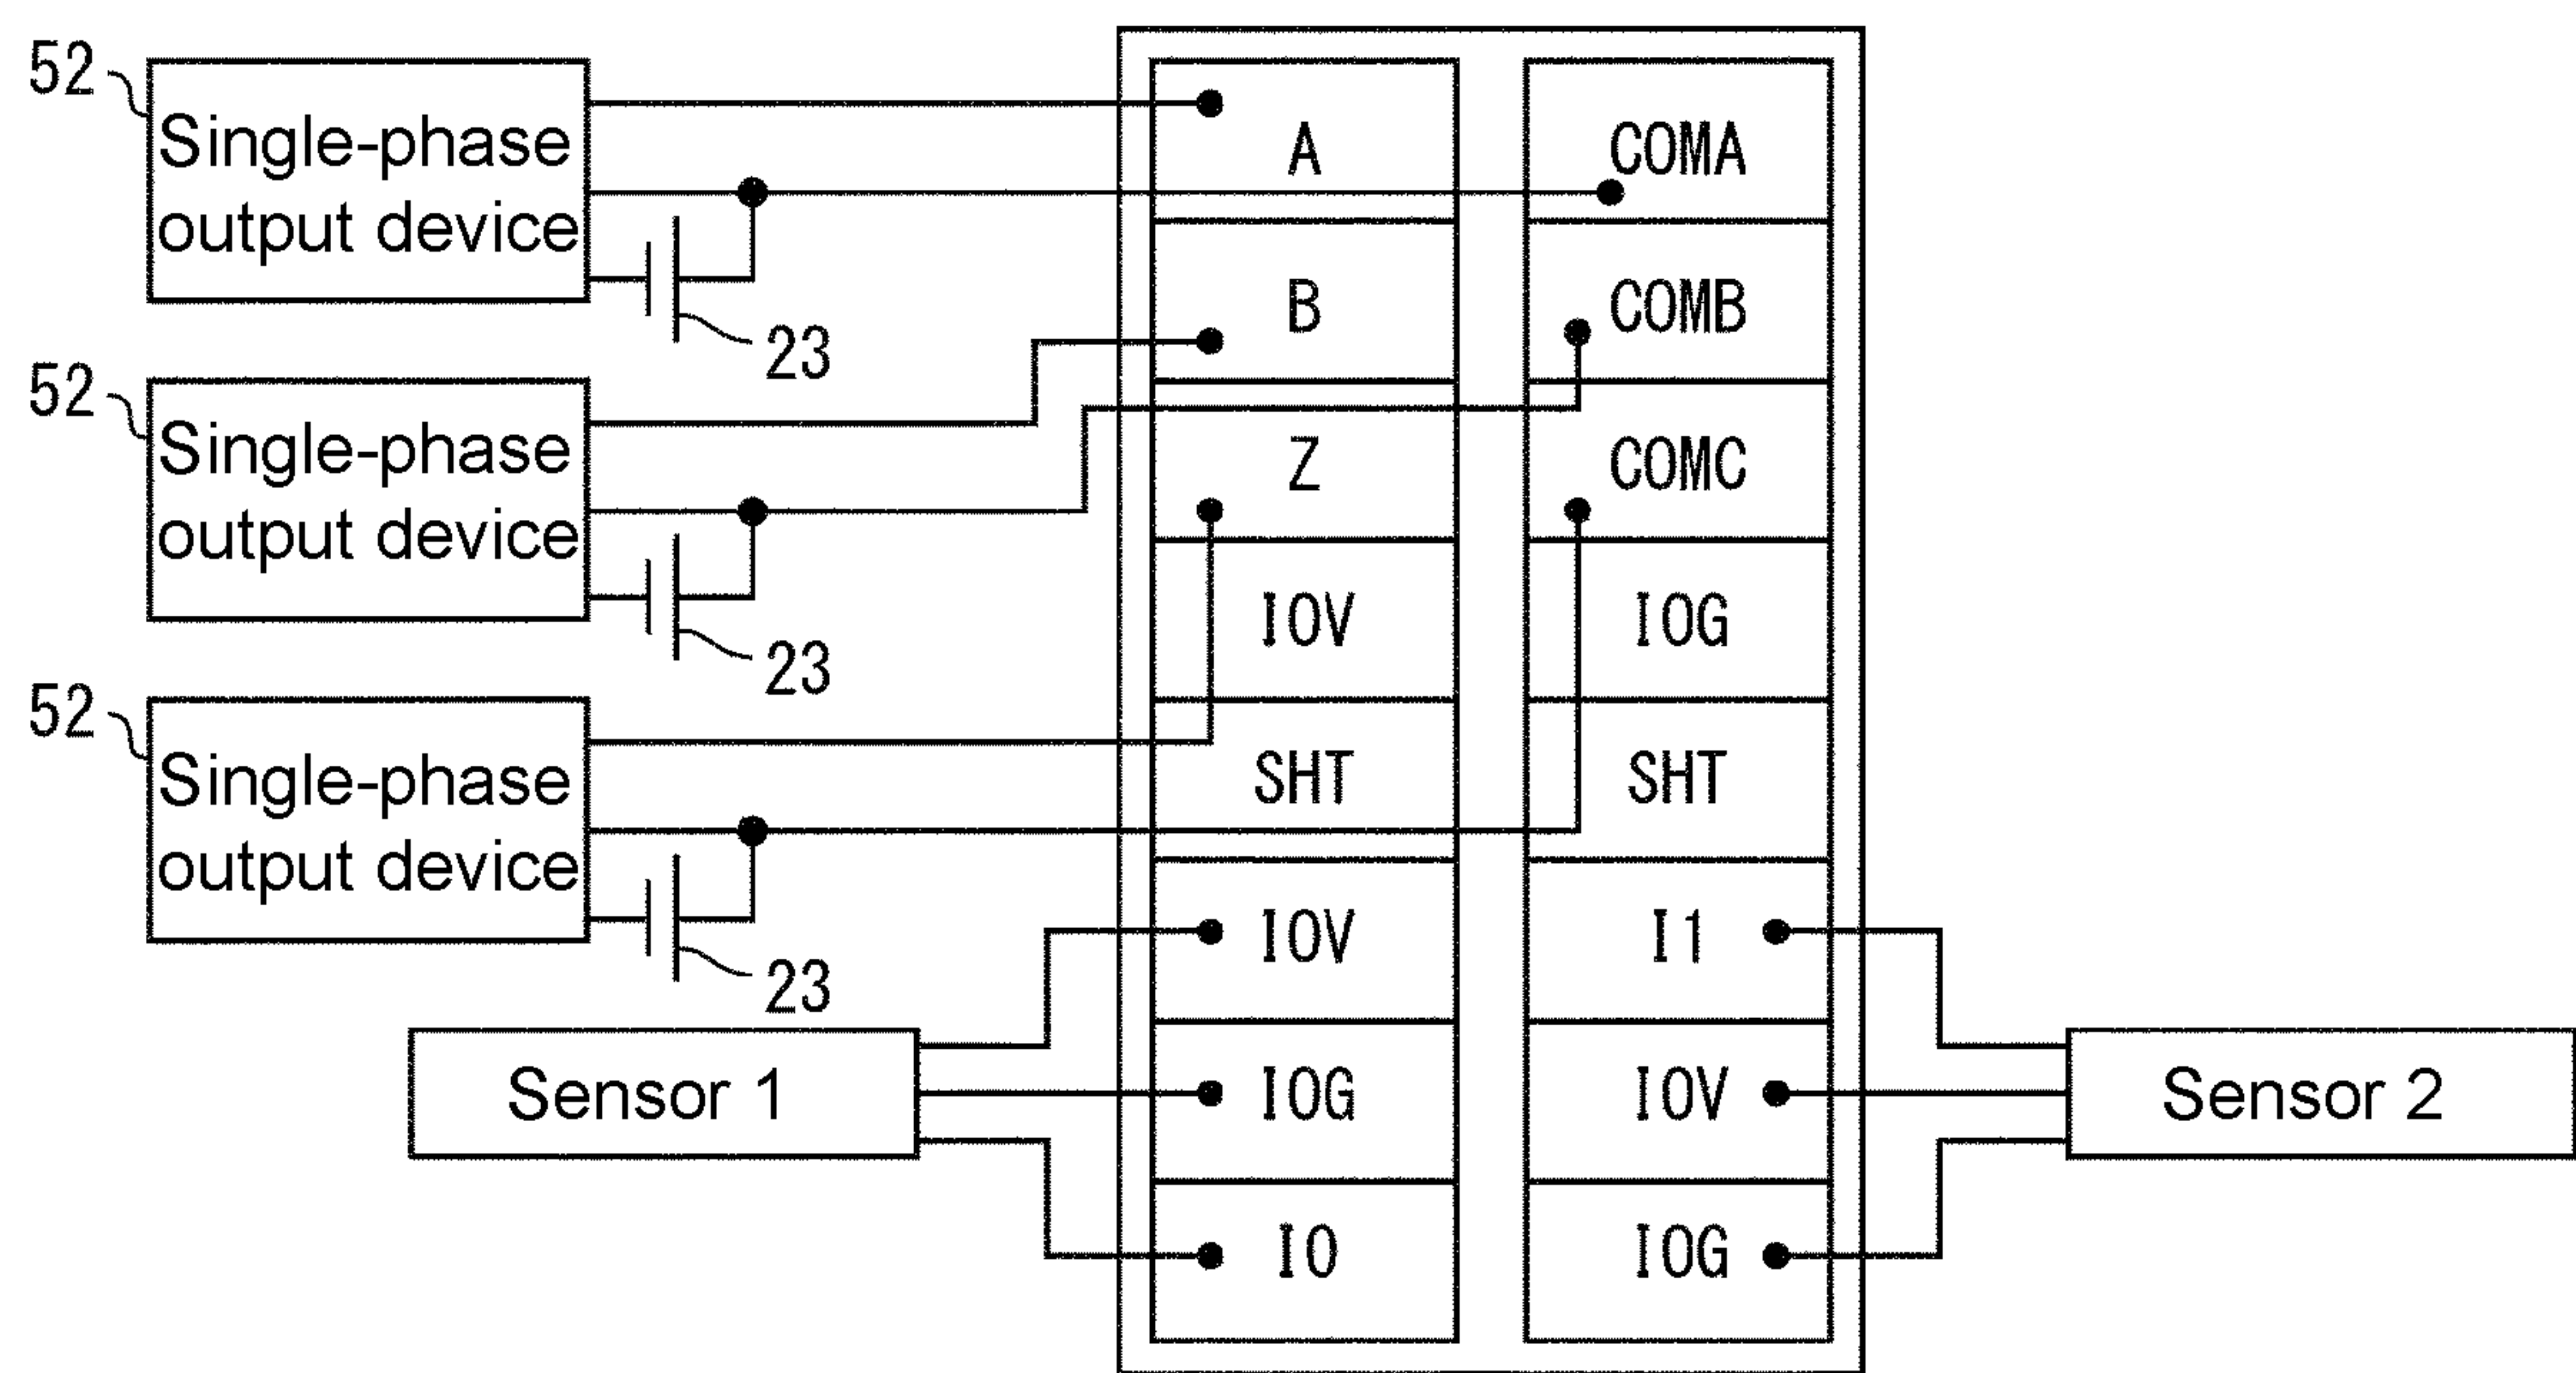 52
Single-phase
output device
23
52
Single-phase
output device
23
52
Single-phase
output device
23
Sensor 1
A
COMA
B
COMB
Z
COMC
IOV
IOG
SHT
SHT
IOV
I1
IOG
IOV
I0
IOG
Sensor 2